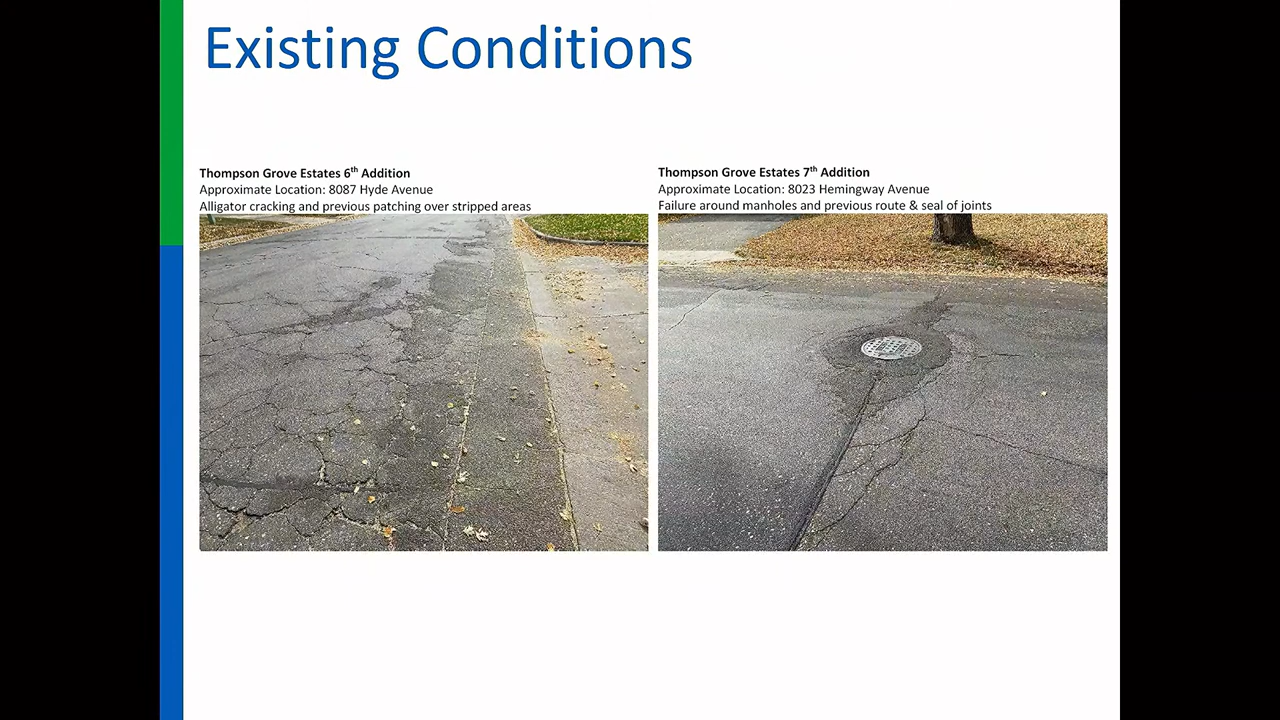 Existing Conditions
Thompson Grove Estates 6th Addition
Approximate Location: 8087 Hyde Avenue
Alligator cracking and previous patching over stripped areas
Thompson Grove Estates 7th Addition
Approximate Location: 8023 Hemingway Avenue
Failure around manholes and previous route & seal of joints